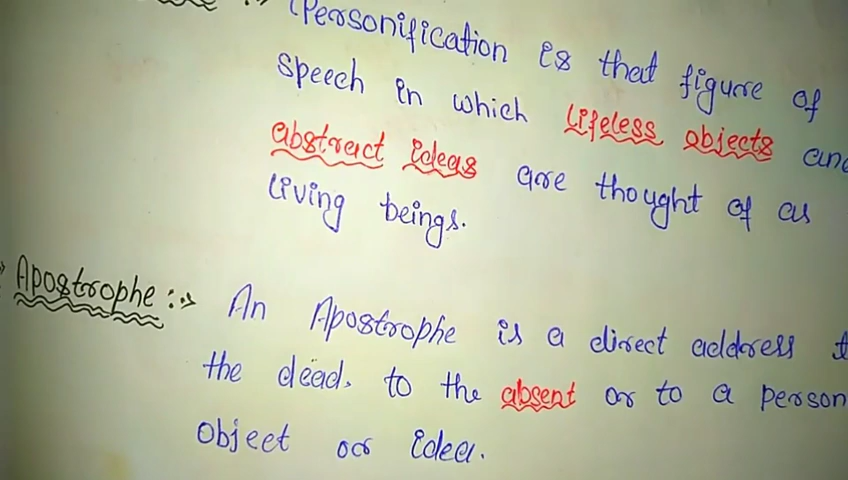 Personification is that figure of
speech in which lifeless objects and
abstract ideas are thought of as
living beings.
Apostrophe :-> An Apostrophe is a direct address
the dead, to the absent or to a person
object or idea.